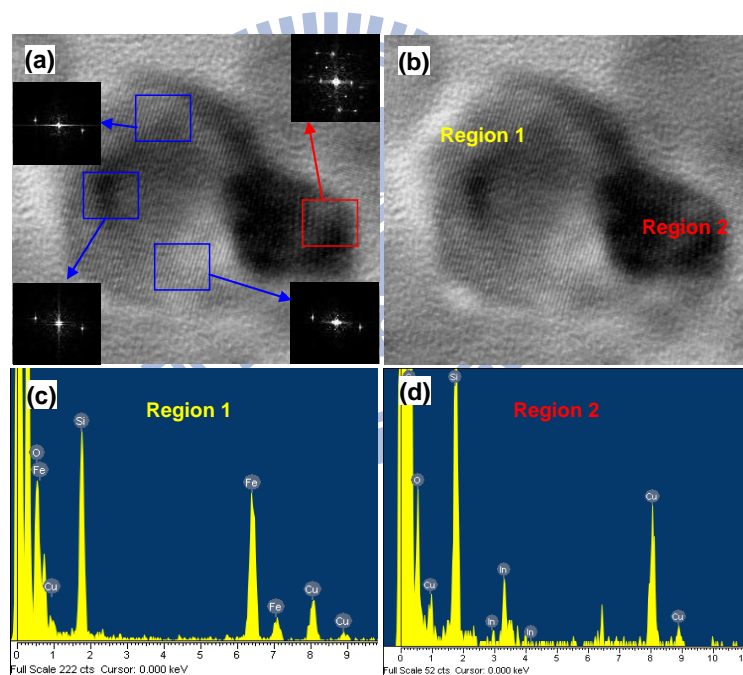 (a)
(b)
Region 1
Region 2
(c)
Region 1
O
Fe
Cu
Si
Fe
Fe
Cu
Cu
0 1 2 3 4 5 6 7 8 9
Full Scale 222 cts Cursor: 0.000 keV
(d)
Region 2
O
Cu
Si
In
In
In
Cu
Cu
0 1 2 3 4 5 6 7 8 9 10 11
Full Scale 52 cts Cursor: 0.000 keV